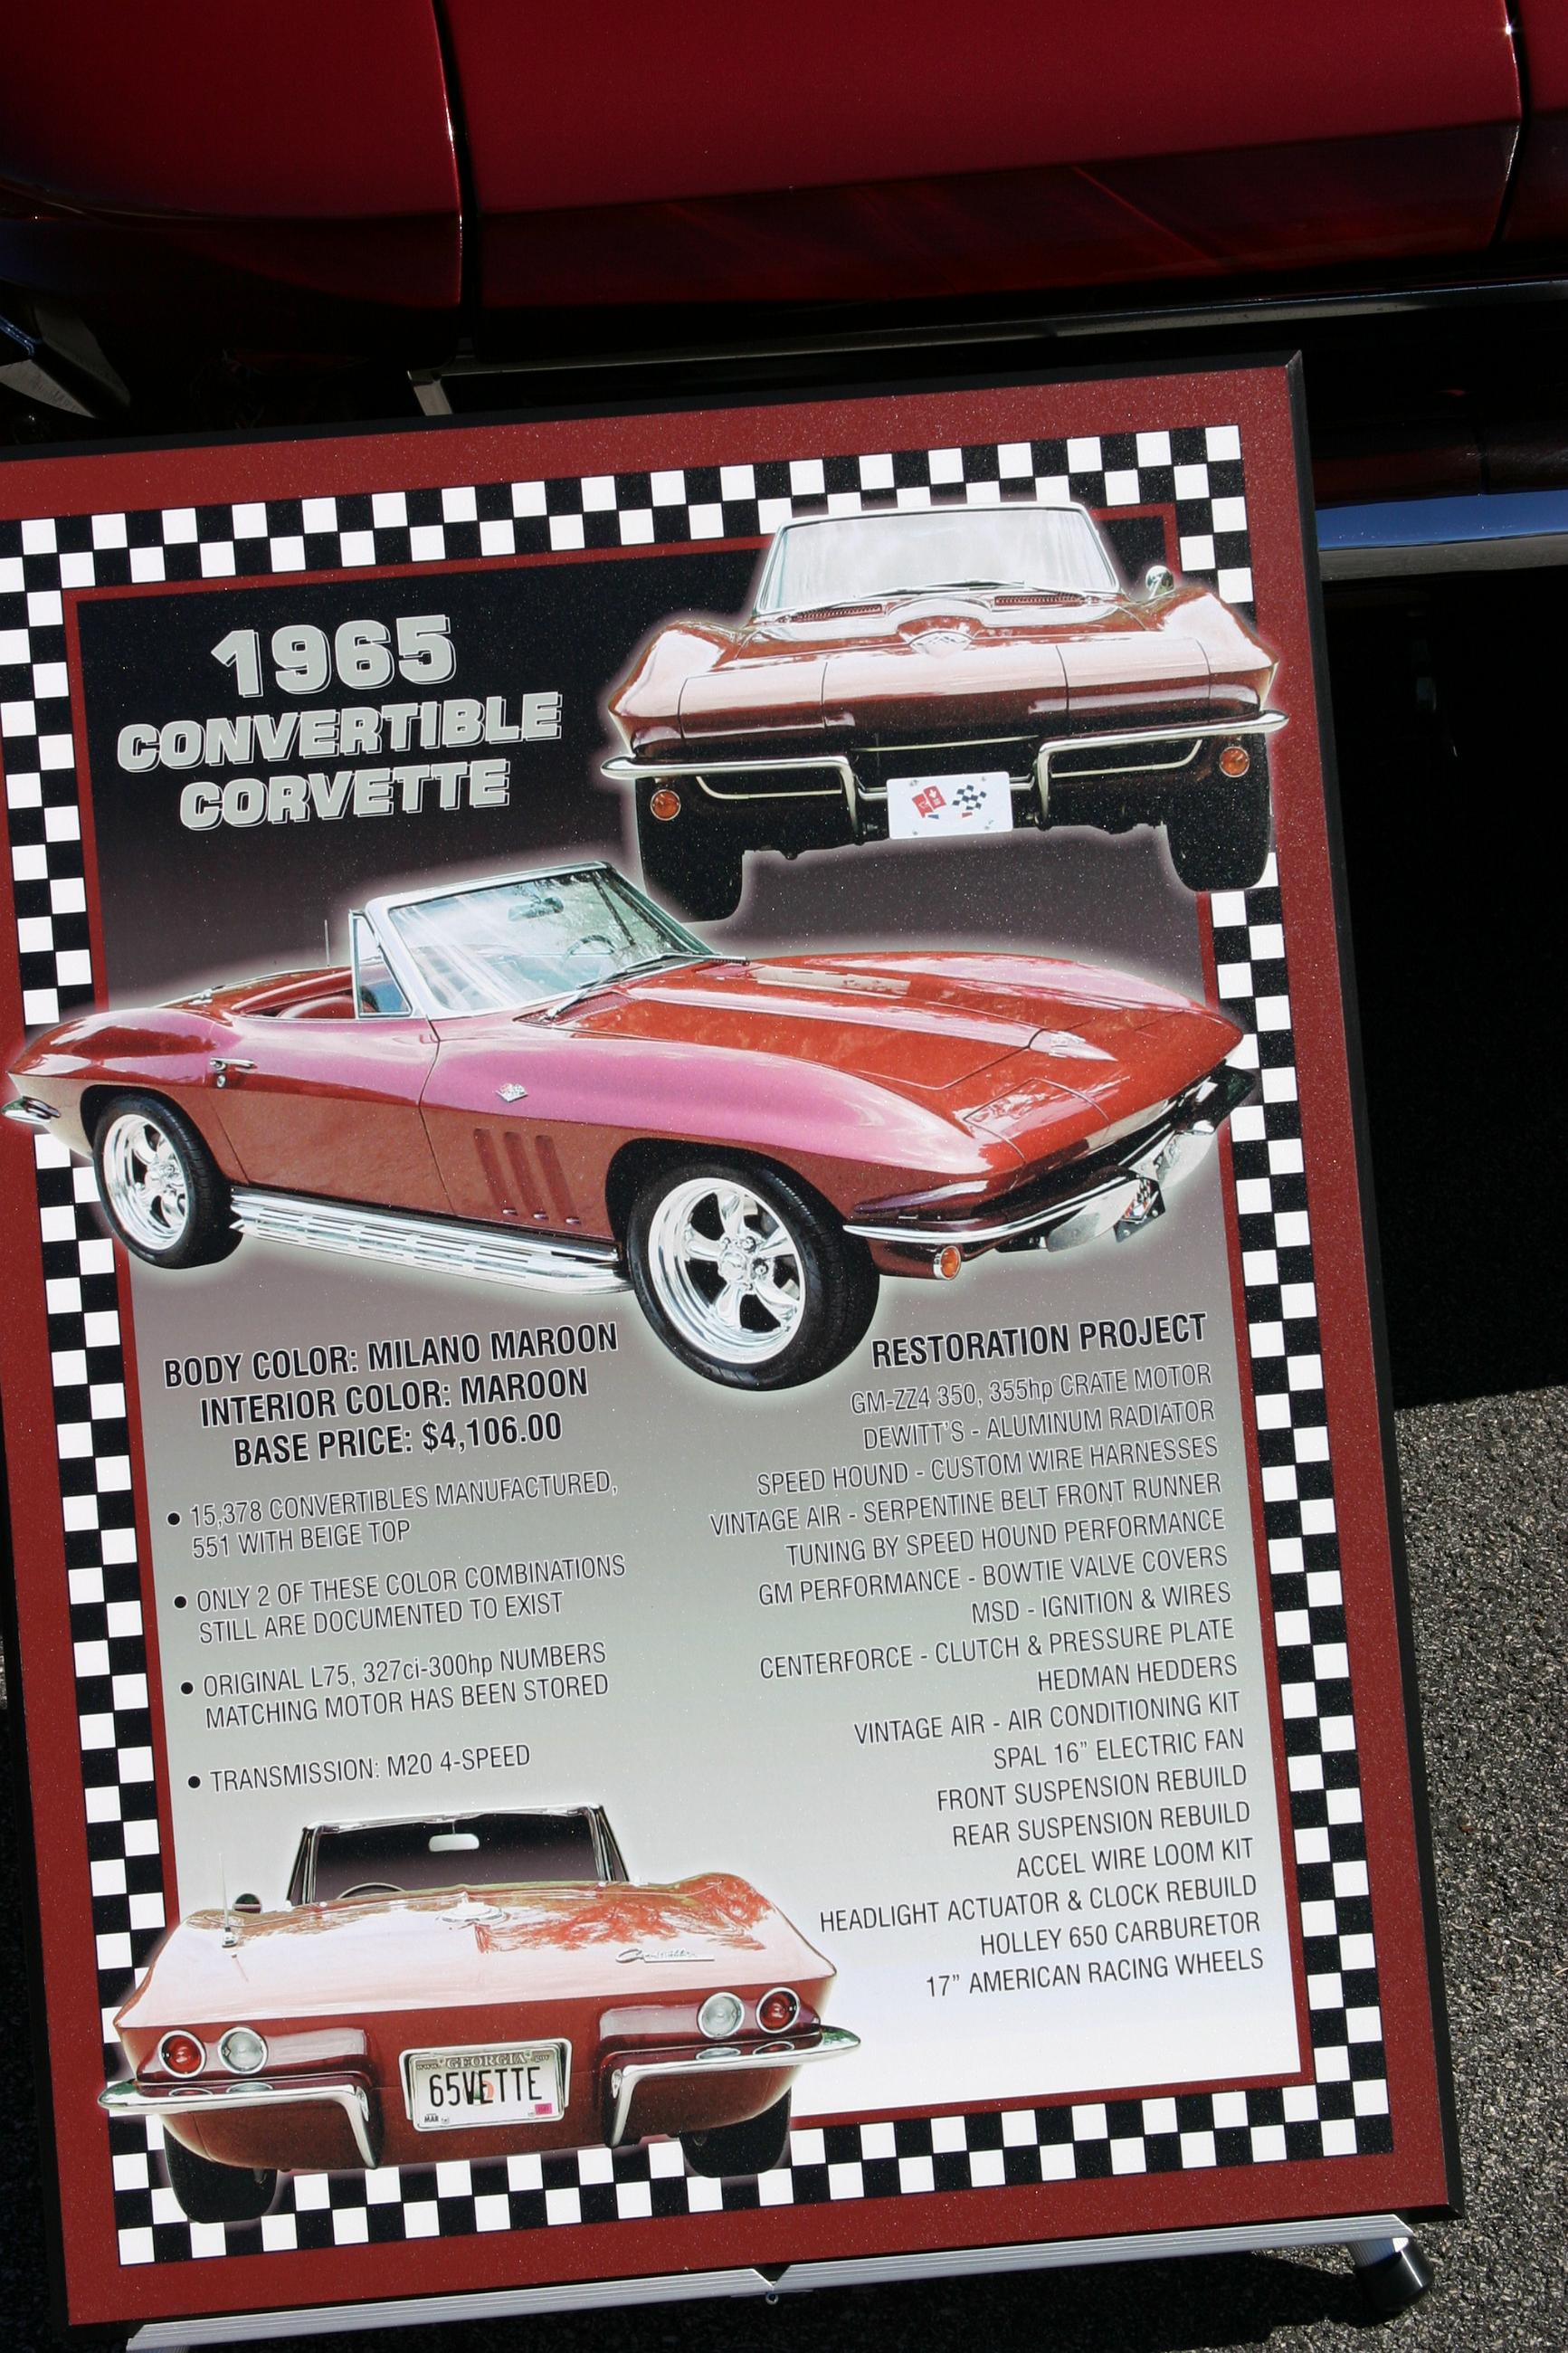 1965
CONVERTIBLE
CORVETTE
BODY COLOR: MILANO MAROON
INTERIOR COLOR: MAROON
BASE PRICE: $4,106.00
• 15,378 CONVERTIBLES MANUFACTURED,
551 WITH BEIGE TOP
• ONLY 2 OF THESE COLOR COMBINATIONS
STILL ARE DOCUMENTED TO EXIST
• ORIGINAL L75, 327ci-300hp NUMBERS
MATCHING MOTOR HAS BEEN STORED
• TRANSMISSION: M20 4-SPEED
RESTORATION PROJECT
GM-ZZ4 350, 355hp CRATE MOTOR
DEWITT'S - ALUMINUM RADIATOR
SPEED HOUND - CUSTOM WIRE HARNESSES
VINTAGE AIR - SERPENTINE BELT FRONT RUNNER
TUNING BY SPEED HOUND PERFORMANCE
GM PERFORMANCE - BOWTIE VALVE COVERS
MSD - IGNITION & WIRES
CENTERFORCE - CLUTCH & PRESSURE PLATE
HEDMAN HEDDERS
VINTAGE AIR - AIR CONDITIONING KIT
SPAL 16” ELECTRIC FAN
FRONT SUSPENSION REBUILD
REAR SUSPENSION REBUILD
ACCEL WIRE LOOM KIT
HEADLIGHT ACTUATOR & CLOCK REBUILD
HOLLEY 650 CARBURETOR
17” AMERICAN RACING WHEELS
GEORGIA
65VETTE
MAR